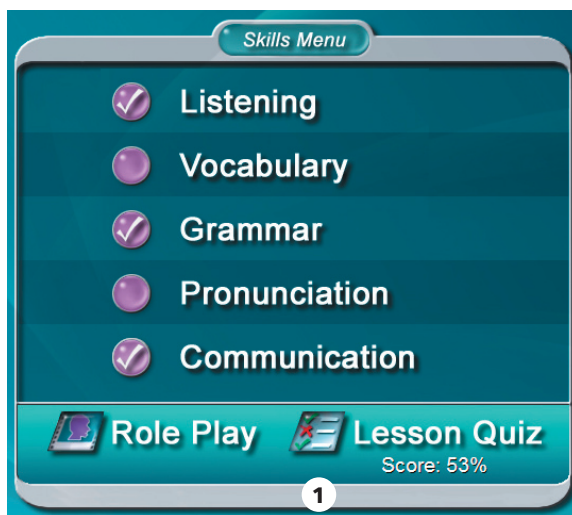 Skills Menu
Listening
Vocabulary
Grammar
Pronunciation
Communication
Role Play Lesson Quiz
Score: 53%
1